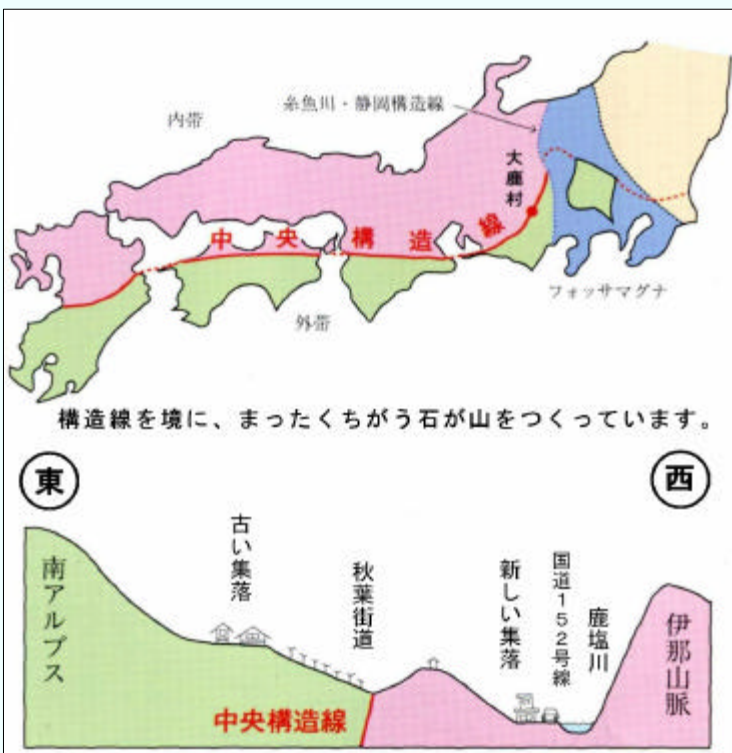 糸魚川・静岡構造線
内帯
大鹿村
中央構造線
フォッサマグナ
外帯
構造線を境に、まったくちがう石が山をつくっています。
東
西
古い集落
秋葉街道
新しい集落
国道152号線
鹿塩川
南アルプス
伊那山脈
中央構造線